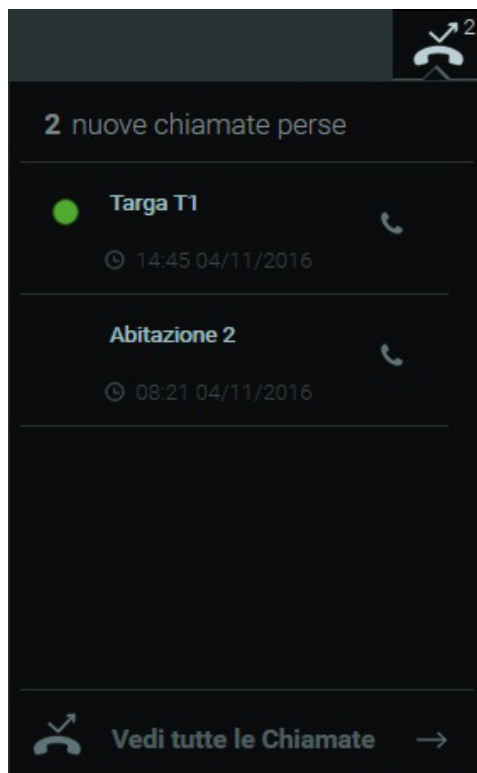 2
2 nuove chiamate perse
Targa T1
14:45 04/11/2016
Abitazione 2
08:21 04/11/2016
Vedi tutte le Chiamate